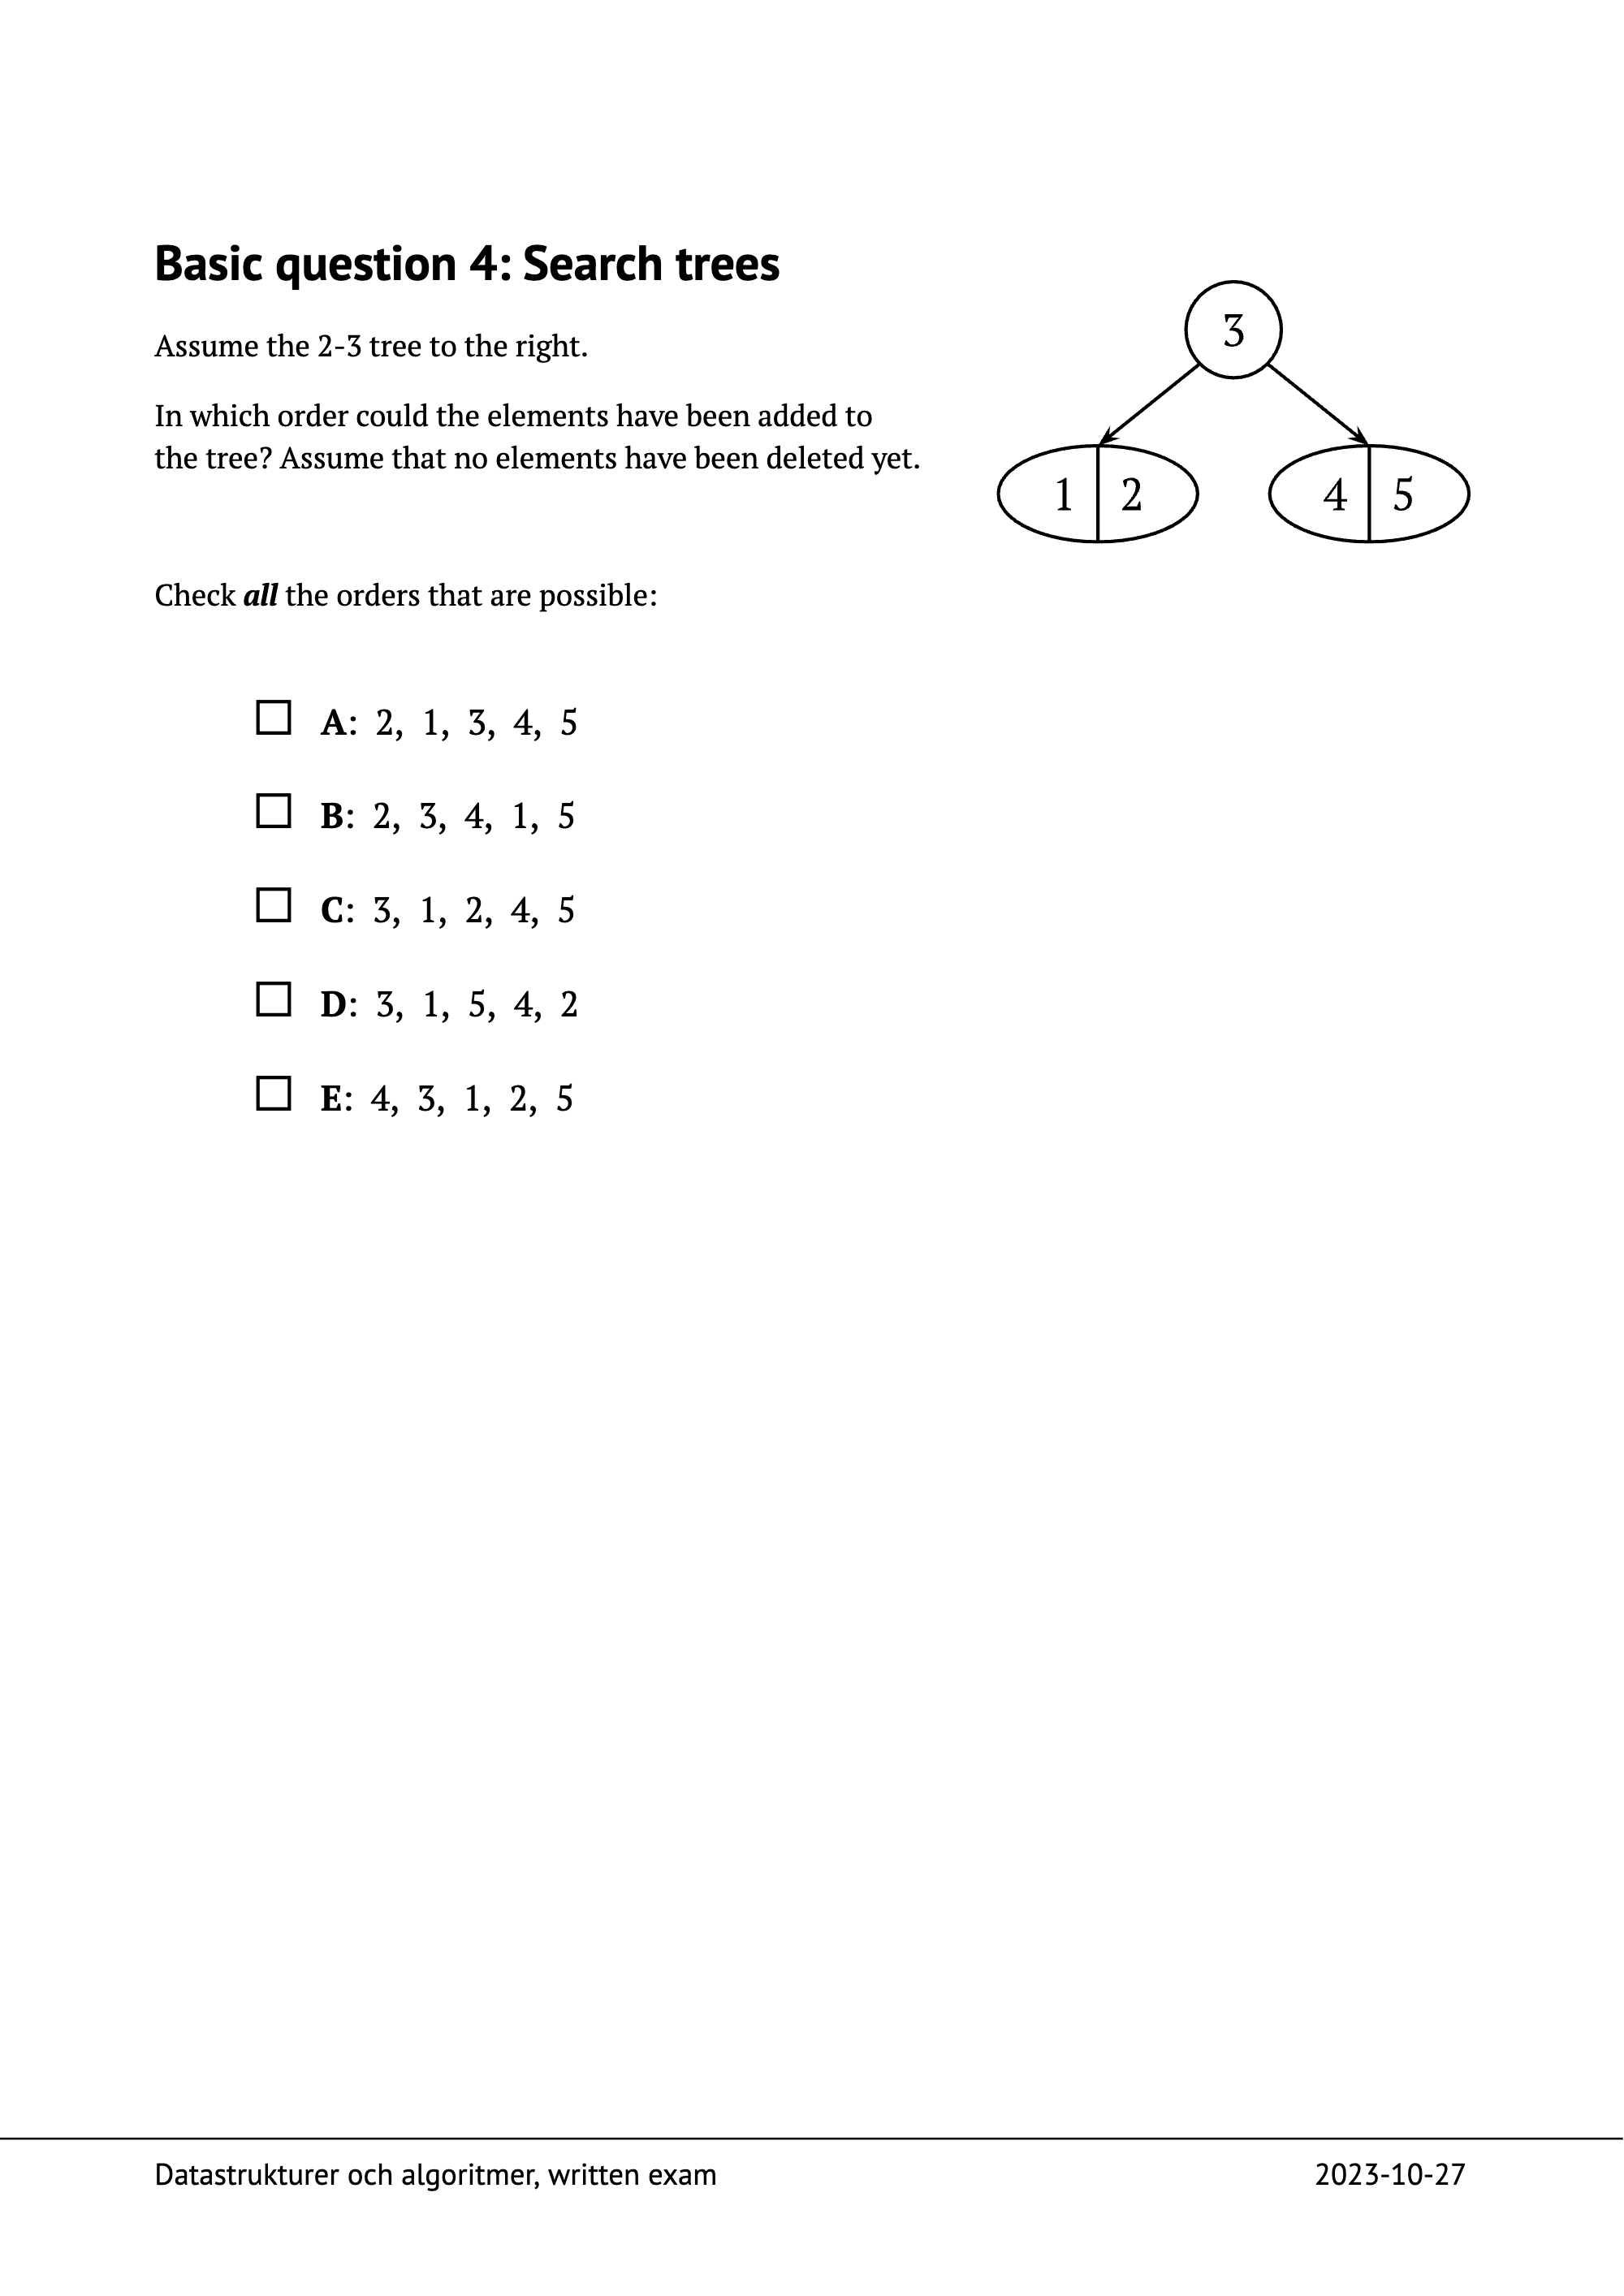 Basic question 4: Search trees
Assume the 2-3 tree to the right.
In which order could the elements have been added to
the tree? Assume that no elements have been deleted yet.
3
1 2
4 5
Check all the orders that are possible:
A: 2, 1, 3, 4, 5
B: 2, 3, 4, 1, 5
C: 3, 1, 2, 4, 5
D: 3, 1, 5, 4, 2
E: 4, 3, 1, 2, 5
Datastrukturer och algoritmer, written exam
2023-10-27